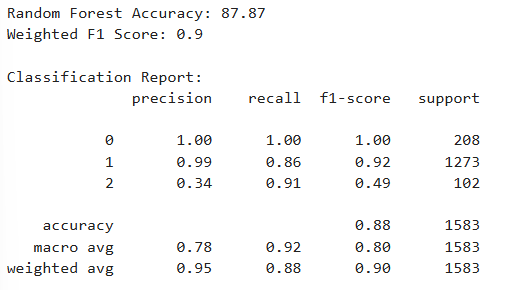 Random Forest Accuracy: 87.87
Weighted F1 Score: 0.9
Classification Report:
precision recall f1-score support
0 1.00 1.00 1.00 208
1 0.99 0.86 0.92 1273
2 0.34 0.91 0.49 102
accuracy 0.88 1583
macro avg 0.78 0.92 0.80 1583
weighted avg 0.95 0.88 0.90 1583